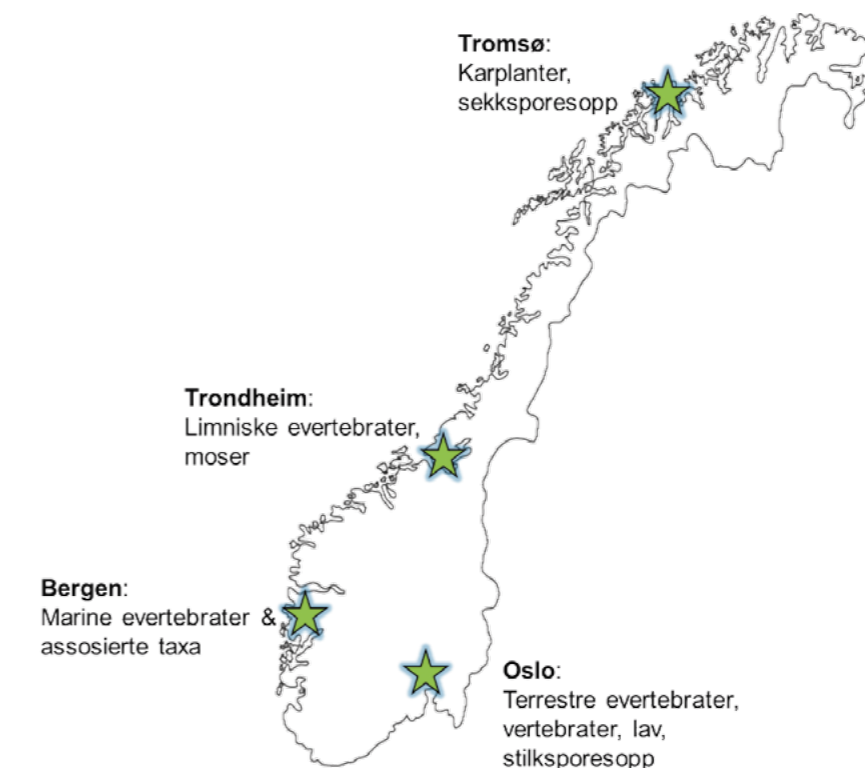 Tromsø:
Karplanter,
sekksporesopp
Trondheim:
Limniske evertebrater,
moser
Bergen:
Marine evertebrater &
assosierte taxa
Oslo:
Terrestre evertebrater,
vertebrater, lav,
stilksporesopp